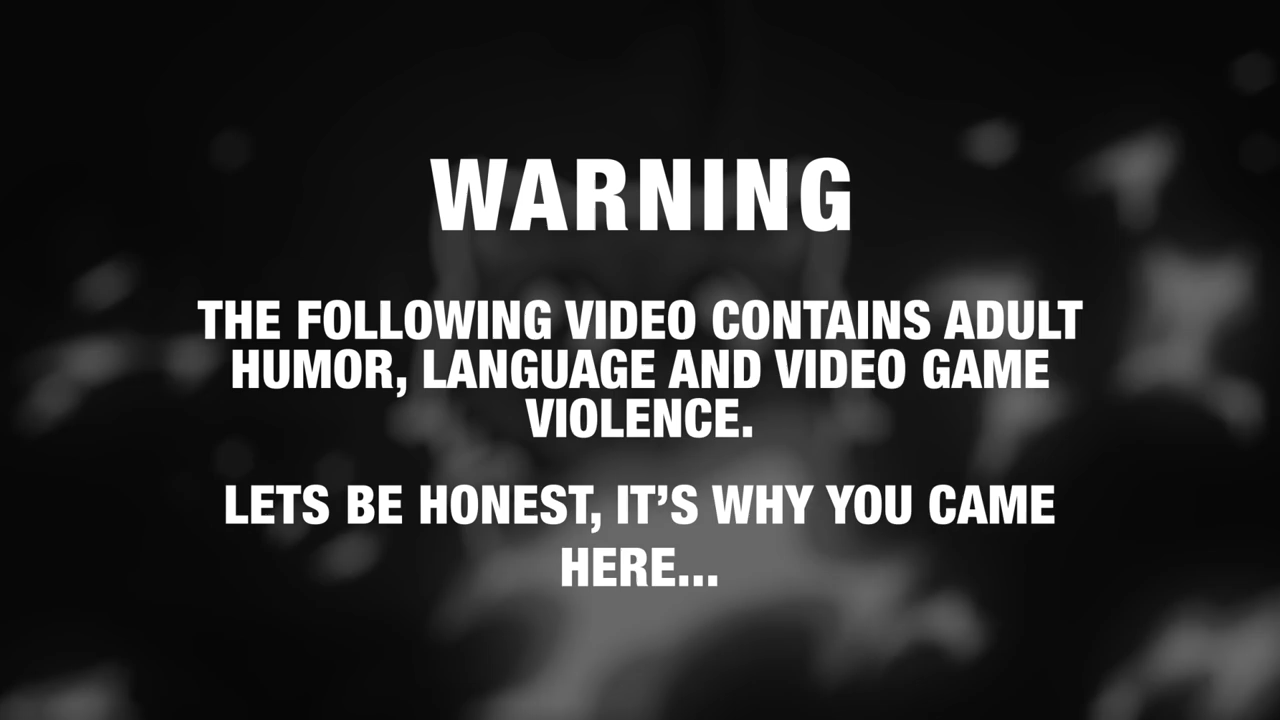 WARNING
THE FOLLOWING VIDEO CONTAINS ADULT
HUMOR, LANGUAGE AND VIDEO GAME
VIOLENCE.
LETS BE HONEST, IT’S WHY YOU CAME
HERE...